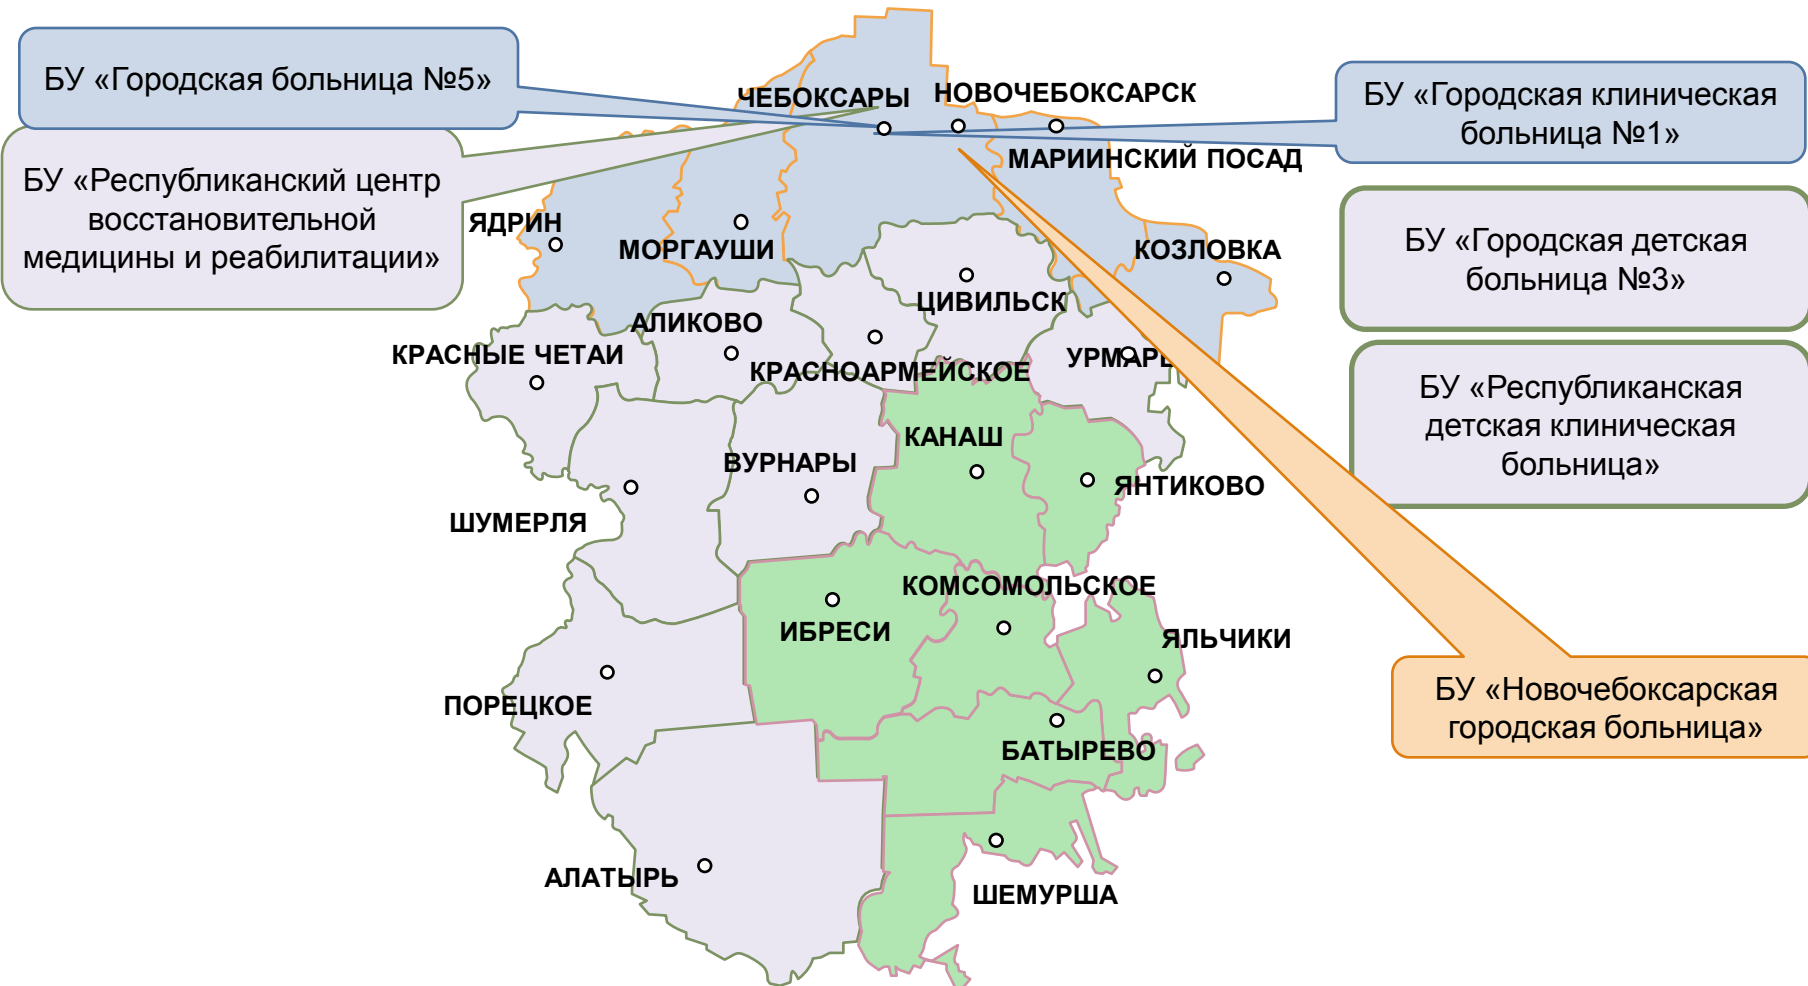 БУ «Городская больница №5»
БУ «Республиканский центр
восстановительной
медицины и реабилитации»
ЧЕБОКСАРЫ
НОВОЧЕБОКСАРСК
МАРИИНСКИЙ ПОСАД
ЯДРИН
МОРГАУШИ
КОЗЛОВКА
ЦИВИЛЬСК
АЛИКОВО
КРАСНЫЕ ЧЕТАИ
КРАСНОАРМЕЙСКОЕ
КАНАШ
ВУРНАРЫ
ЯНТИКОВО
ШУМЕРЛЯ
КОМСОМОЛЬСКОЕ
ИБРЕСИ
ЯЛЬЧИКИ
ПОРЕЦКОЕ
БАТЫРЕВО
АЛАТЫРЬ
ШЕМУРША
БУ «Городская клиническая
больница №1»
БУ «Городская детская
больница №3»
БУ «Республиканская
детская клиническая
больница»
БУ «Новочебоксарская
городская больница»